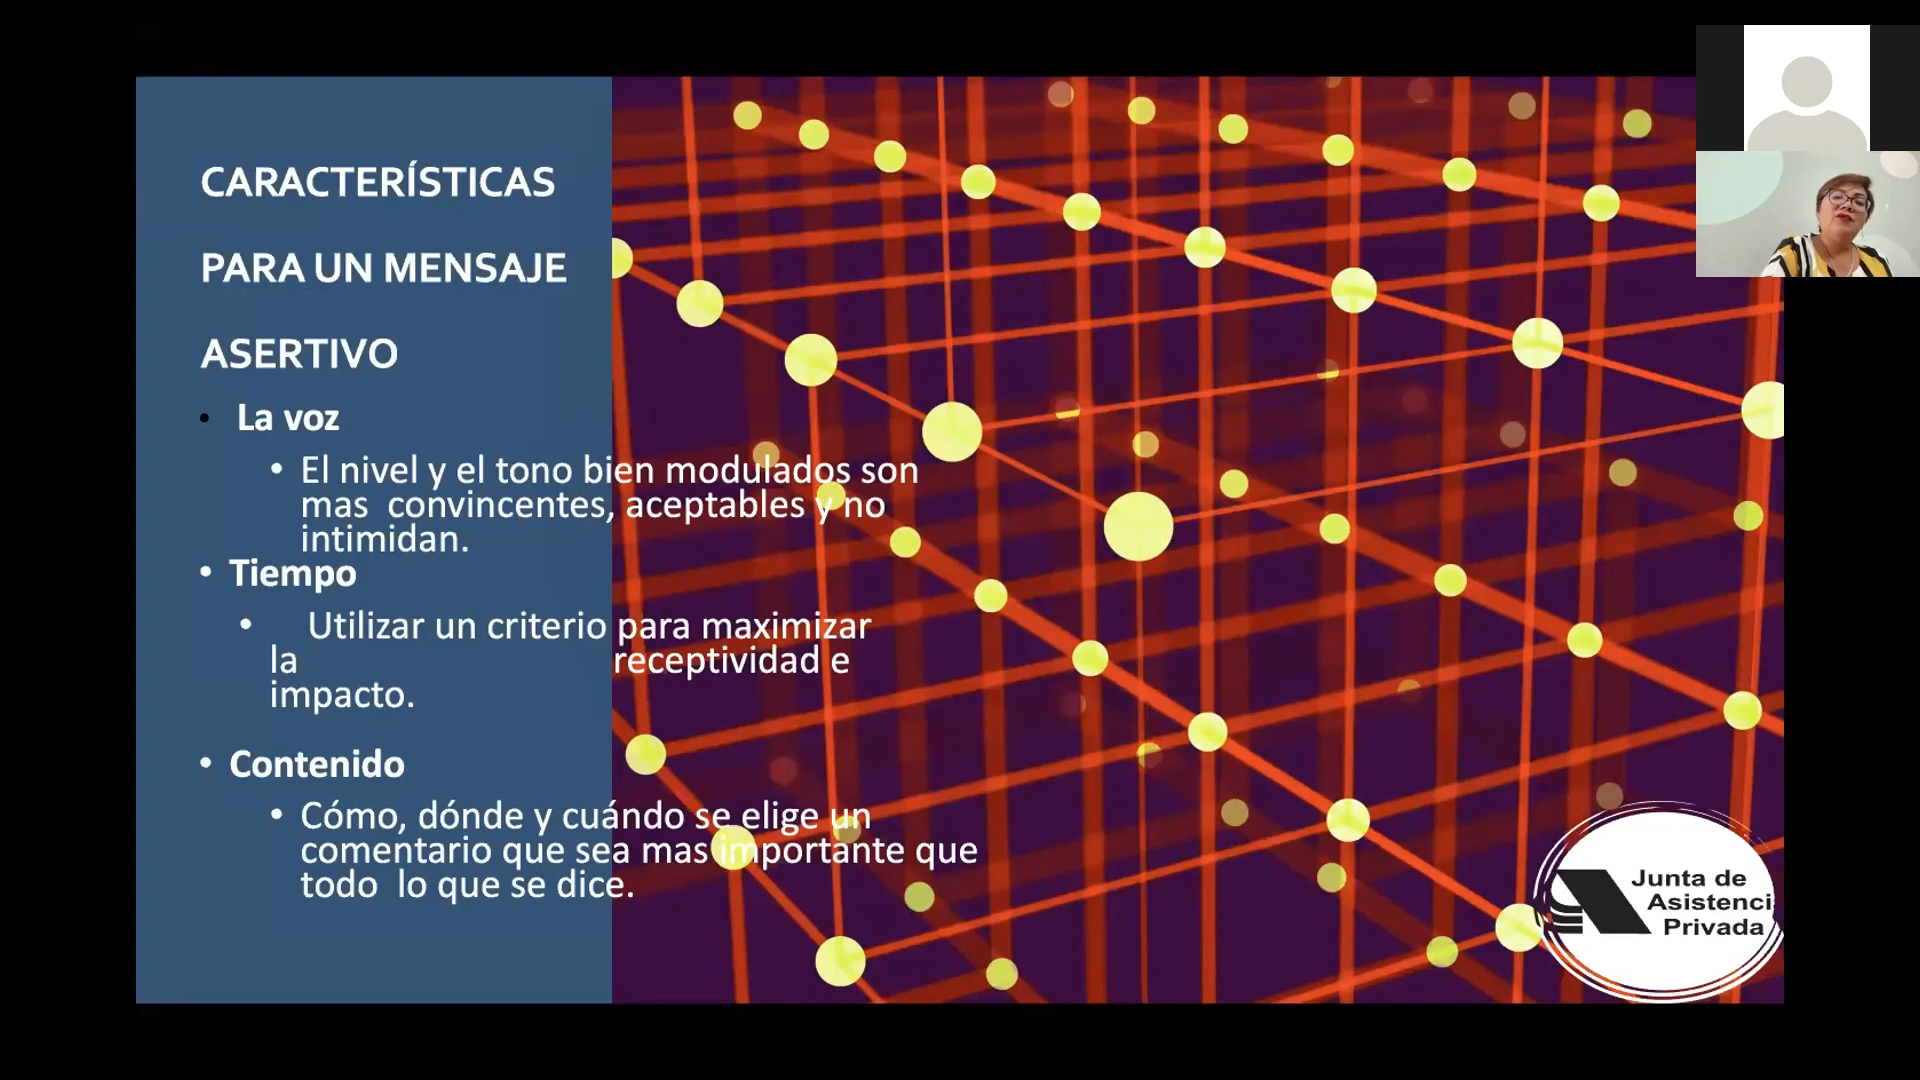 CARACTERÍSTICAS
PARA UN MENSAJE
ASERTIVO
• La voz
• El nivel y el tono bien modulados son
mas convincentes, aceptables y no
intimidan.
• Tiempo
• Utilizar un criterio para maximizar
la receptividad e
impacto.
• Contenido
• Cómo, dónde y cuándo se elige un
comentario que sea mas importante que
todo lo que se dice.
Junta de
Asistenci
Privada